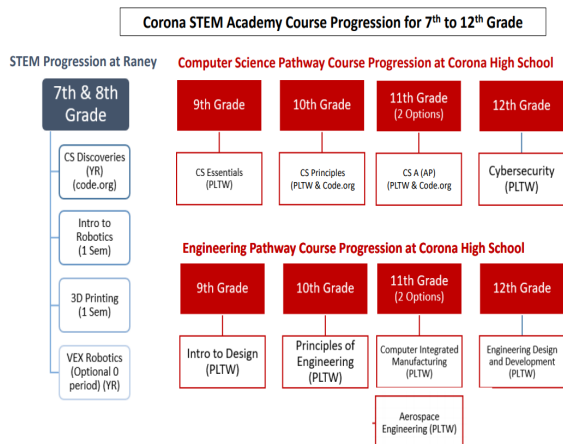 Corona STEM Academy Course Progression for 7th to 12th Grade
STEM Progression at Raney
7th & 8th
Grade
CS Discoveries
(YR)
(code.org)
Intro to
Robotics
(1 Sem)
3D Printing
(1 Sem)
VEX Robotics
(Optional 0
period) (YR)
Computer Science Pathway Course Progression at Corona High School
9th Grade
10th Grade
11th Grade
(2 Options)
12th Grade
CS Essentials
(PLTW)
CS Principles
(PLTW & Code.org
CS A (AP)
(PLTW & Code.org
Cybersecurity
(PLTW)
Engineering Pathway Course Progression at Corona High School
9th Grade
10th Grade
11th Grade
(2 Options)
12th Grade
Intro to Design
(PLTW)
Principles of
Engineering
(PLTW)
Computer Integrated
Manufacturing
(PLTW)
Engineering Design
and Development
(PLTW)
Aerospace
Engineering (PLTW)